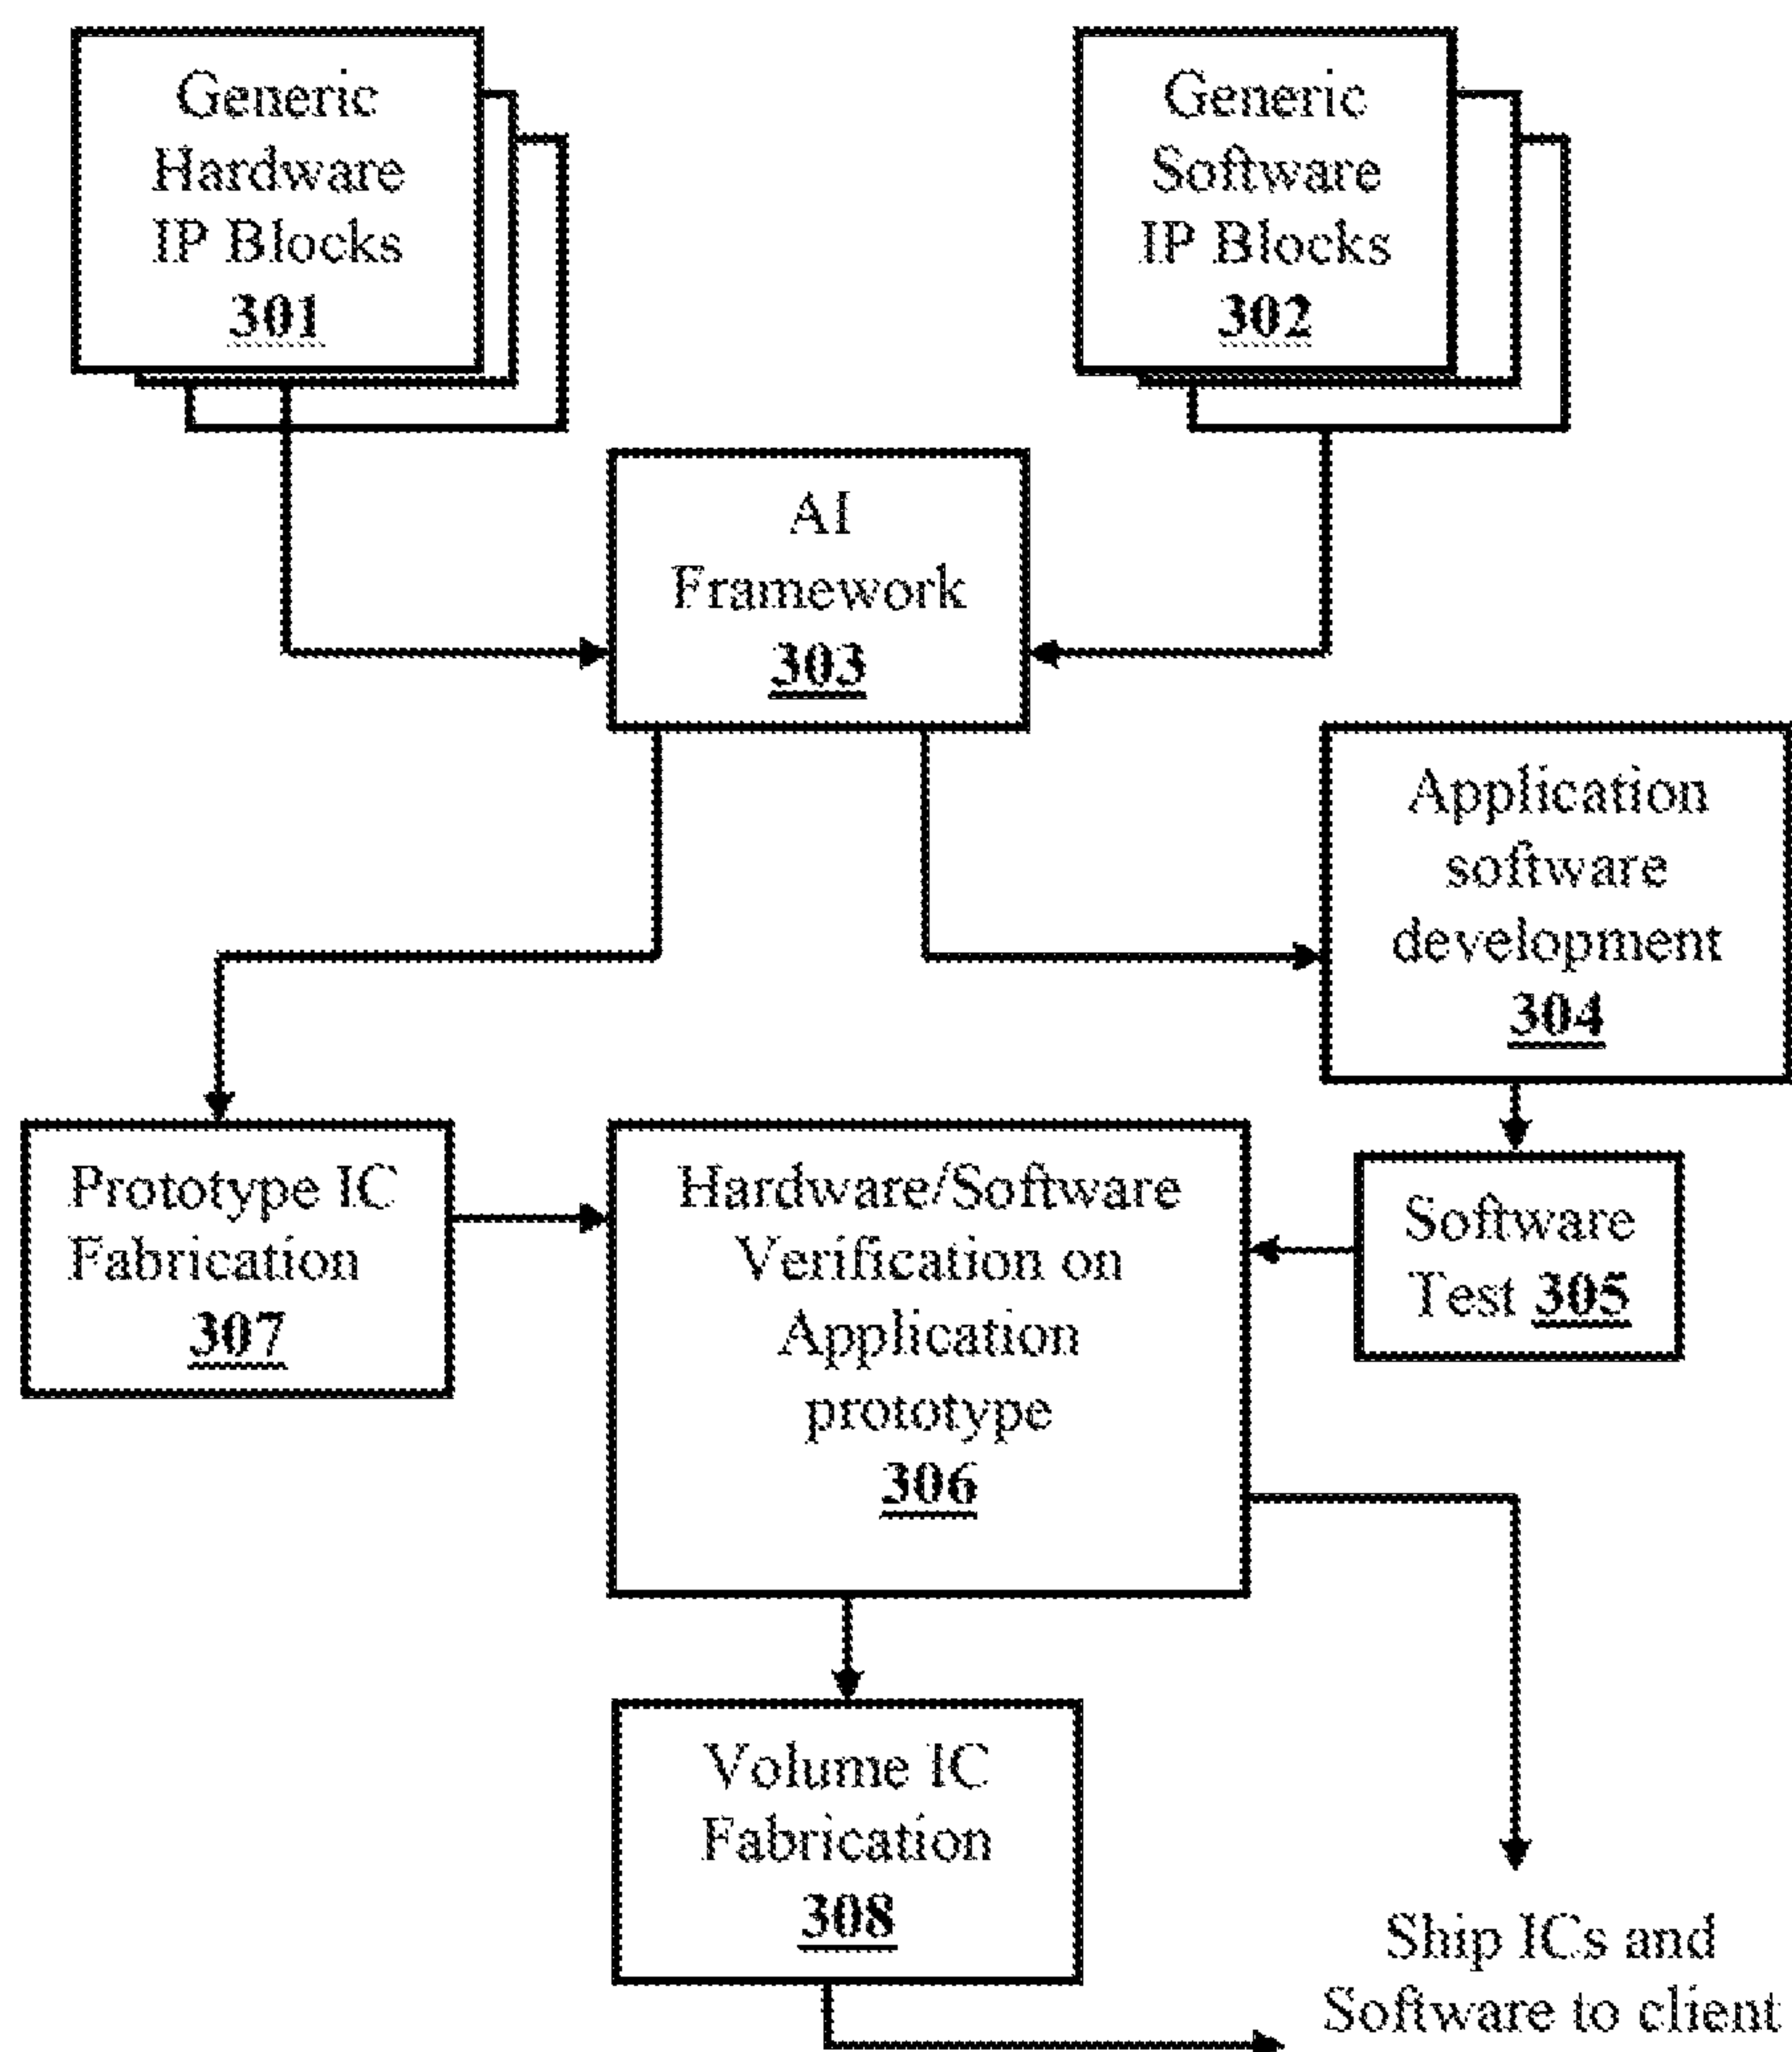 Generic
Hardware
IP Blocks
301
Generic
Software
IP Blocks
302
AI
Framework
303
Application
software
development
304
Prototype IC
Fabrication
307
Hardware/Software
Verification on
Application
prototype
306
Software
Test 305
Volume IC
Fabrication
308
Ship ICs and
Software to client